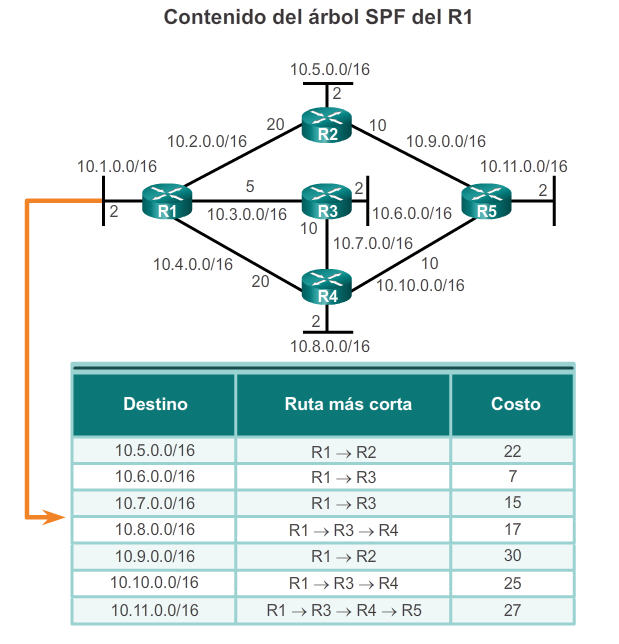 Contenido del árbol SPF del R1
10.5.0.0/16
2
20
R2
10
10.2.0.0/16
10.9.0.0/16
10.1.0.0/16
10.11.0.0/16
5
2
2
R1
2
R3
R5
10.3.0.0/16
10.6.0.0/16
10
10.7.0.0/16
10.4.0.0/16
10
20
R4
10.10.0.0/16
2
10.8.0.0/16
Destino Ruta más corta Costo
10.5.0.0/16 R1 → R2 22
10.6.0.0/16 R1 → R3 7
10.7.0.0/16 R1 → R3 15
10.8.0.0/16 R1 → R3 → R4 17
10.9.0.0/16 R1 → R2 30
10.10.0.0/16 R1 → R3 → R4 25
10.11.0.0/16 R1 → R3 → R4 → R5 27